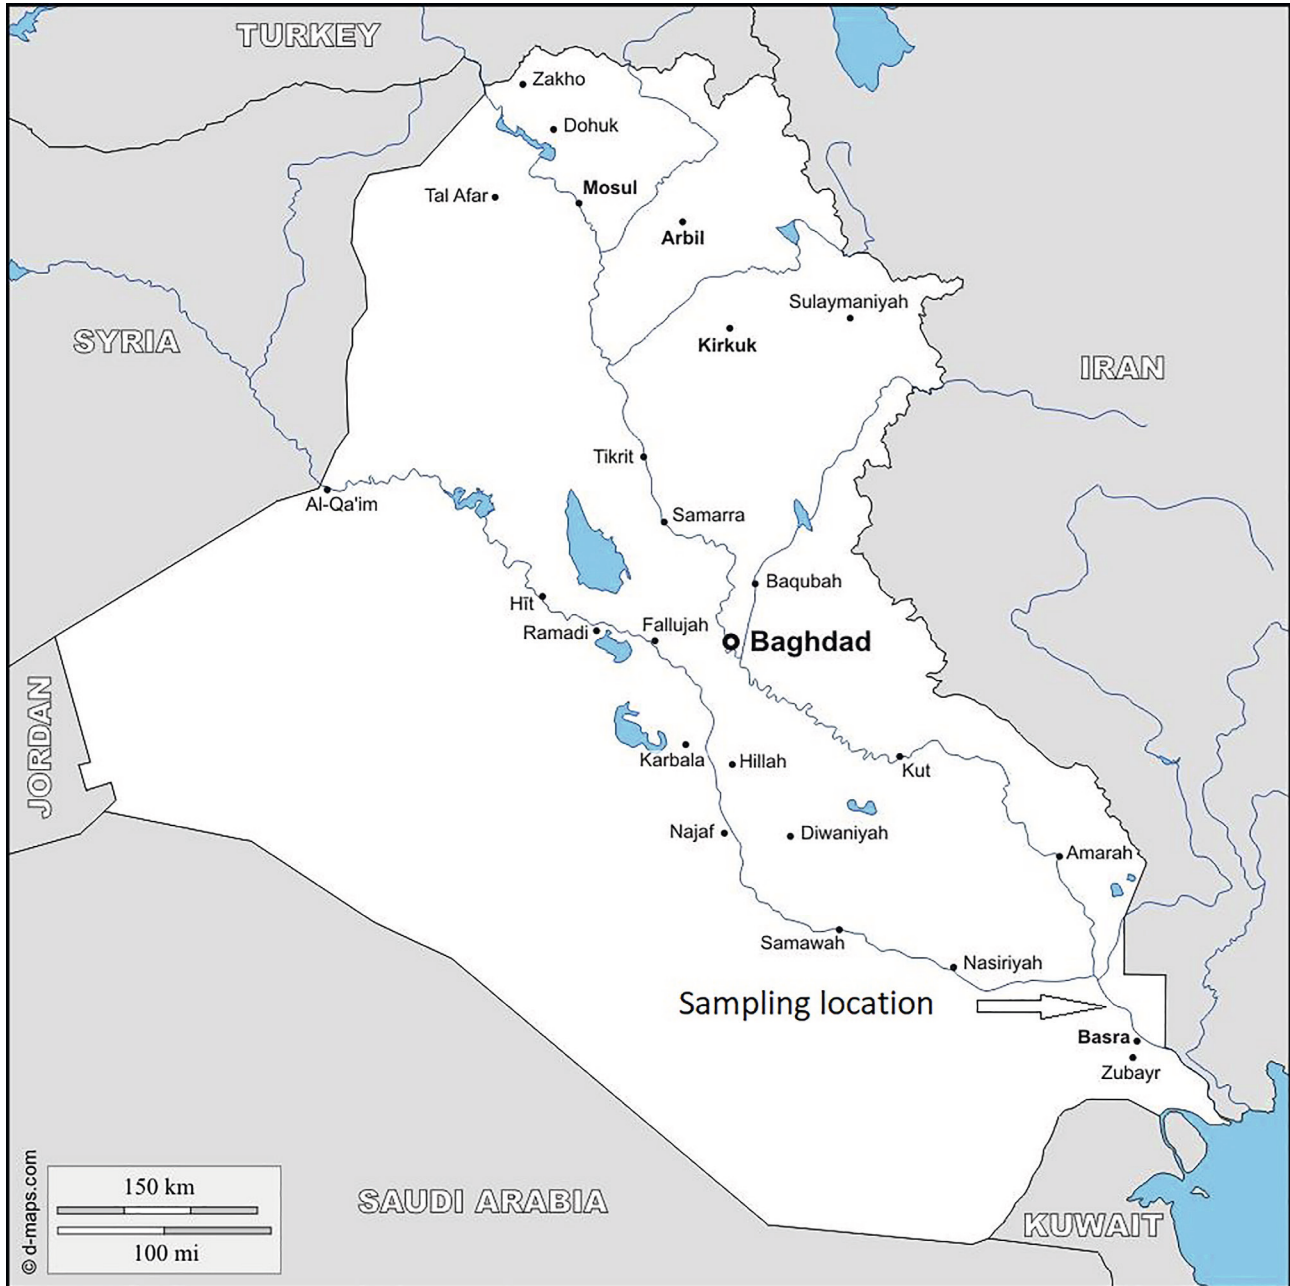 TURKEY
Zakho
Dohuk
Tal Afar
Mosul
Arbil
Sulaymaniyah
Kirkuk
SYRIA
IRAN
Tikrit
Al-Qa'im
Samarra
Baqubah
Hīt
Ramadi
Fallujah
Baghdad
JORDAN
Karbala
Hillah
Kut
Najaf
Diwaniyah
Amarah
Samawah
Nasiriyah
Sampling location
Basra
Zubayr
150 km
100 mi
SAUDI ARABIA
KUWAIT
© d-maps.com